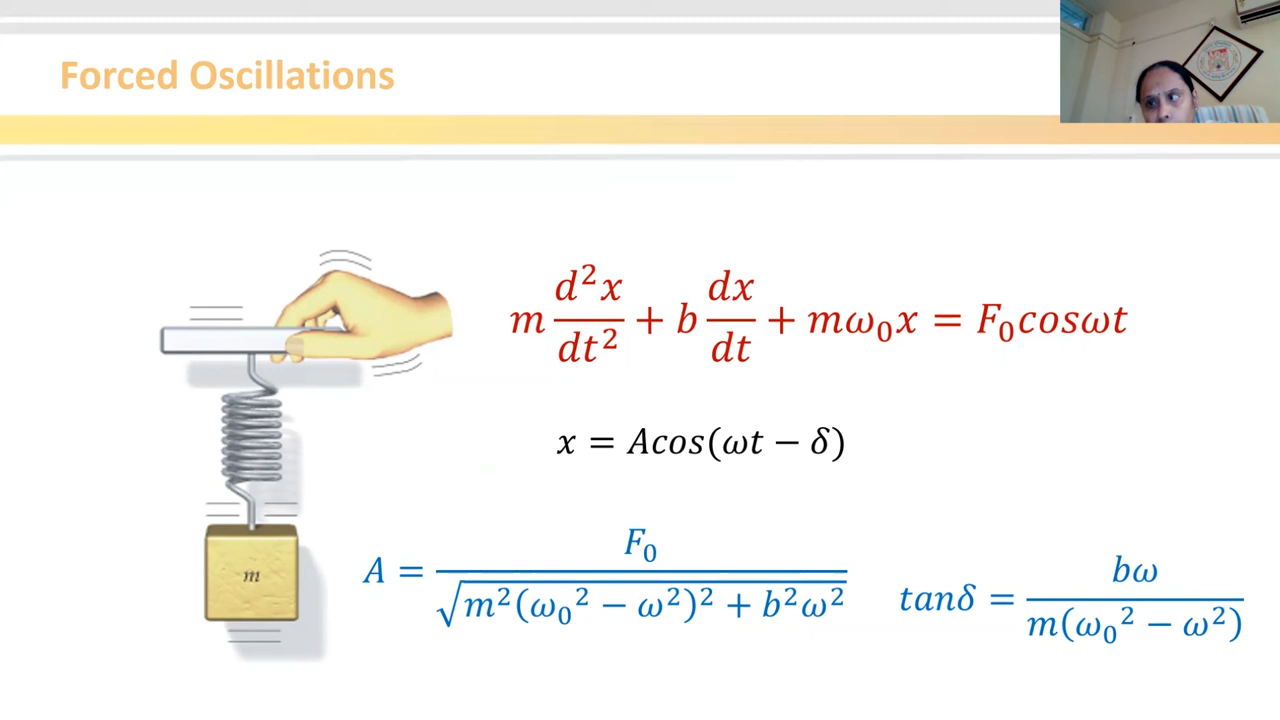 Forced Oscillations
m d²x/dt² + b dx/dt + mω₀x = F₀cosωt
x = Acos(ωt − δ)
A = F₀/√(m²(ω₀² − ω²)² + b²ω²)
tanδ = bω/m(ω₀² − ω²)
m